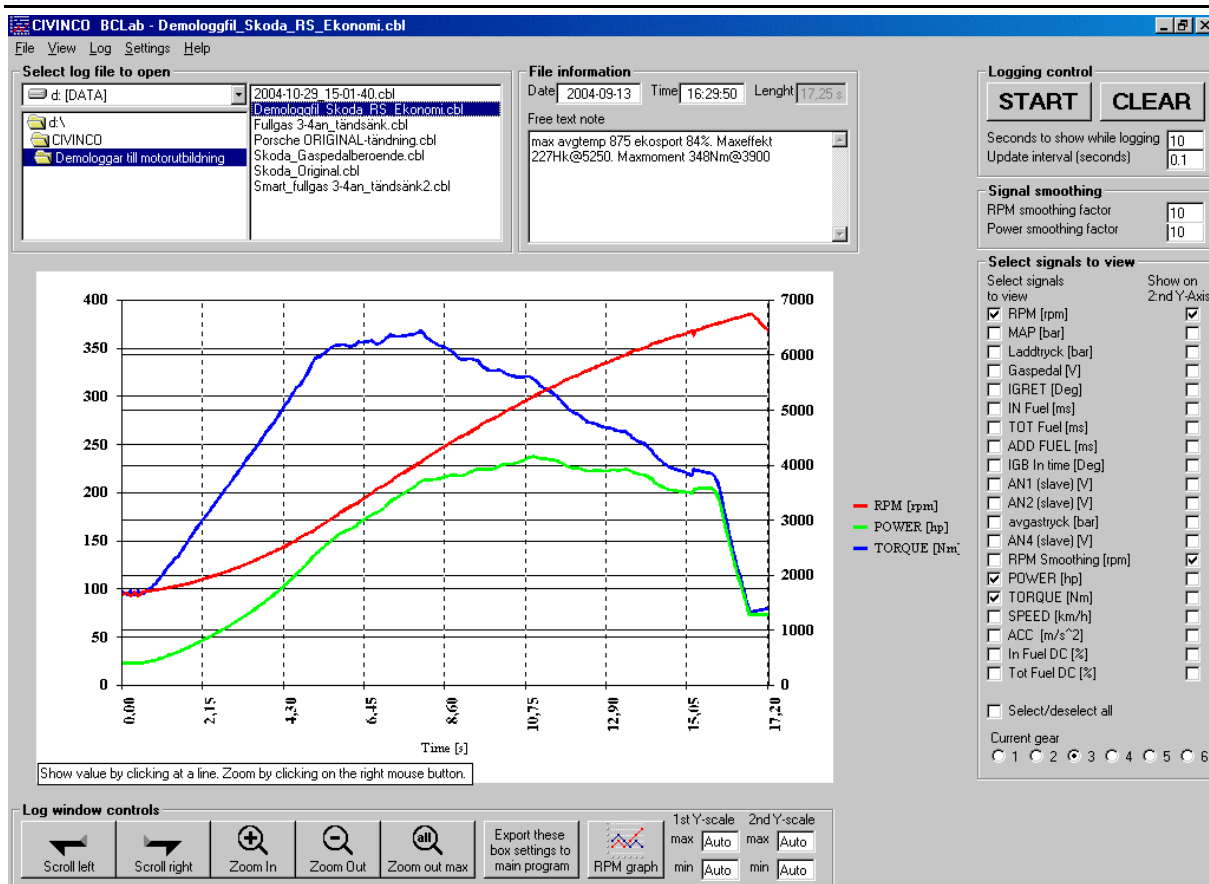 CIVINCO BCLab - Demologgfil_Skoda_RS_Ekonomi.cbl
File View Log Settings Help
Select log file to open
d: [DATA]
d:\
CIVINCO
Demologgar till motorutbildning
2004-10-29_15-01-40.cbl
Demologgfil_Skoda_RS_Ekonomi.cbl
Fullgas 3-4an_tändsänk.cbl
Porsche ORIGINAL-tändning.cbl
Skoda_Gaspedalberoende.cbl
Skoda_Original.cbl
Smart_fullgas 3-4an_tändsänk2.cbl
File information
Date 2004-09-13 Time 16:29:50 Lenght 17,25 s
Free text note
max avgtemp 875 ekosport 84%. Maxeffekt
227Hk@5250. Maxmoment 348Nm@3900
Logging control
START CLEAR
Seconds to show while logging 10
Update interval (seconds) 0.1
Signal smoothing
RPM smoothing factor 10
Power smoothing factor 10
Select signals to view
Select signals Show on
to view 2:nd Y-Axis
RPM [rpm]
MAP [bar]
Laddtryck [bar]
Gaspedal [V]
IGRET [Deg]
IN Fuel [ms]
TOT Fuel [ms]
ADD FUEL [ms]
IGB In time [Deg]
AN1 (slave) [V]
AN2 (slave) [V]
avgastryck [bar]
AN4 (slave) [V]
RPM Smoothing [rpm]
POWER [hp]
TORQUE [Nm]
SPEED [km/h]
ACC [m/s^2]
In Fuel DC [%]
Tot Fuel DC [%]
Select/deselect all
Current gear
1 2 3 4 5 6
400
350
300
250
200
150
100
50
0
7000
6000
5000
4000
3000
2000
1000
0
0,00 2,15 4,30 6,45 8,60 10,75 12,90 15,05 17,20
Time [s]
RPM [rpm]
POWER [hp]
TORQUE [Nm]
Show value by clicking at a line. Zoom by clicking on the right mouse button.
Log window controls
Scroll left
Scroll right
Zoom In
Zoom Out
all
Zoom out max
Export these
box settings to
main program
RPM graph
1st Y-scale 2nd Y-scale
max Auto max Auto
min Auto min Auto